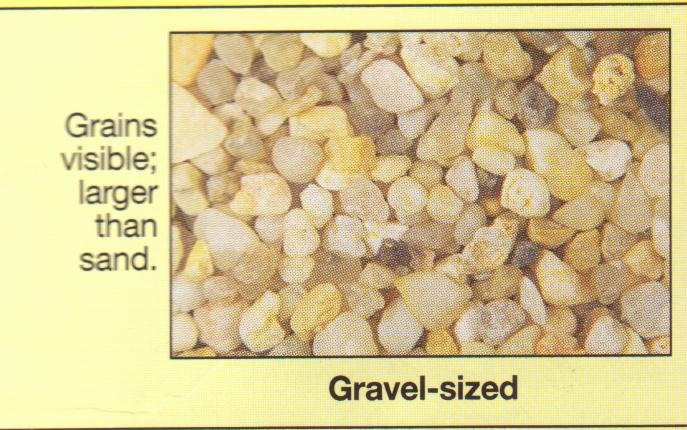 Grains
visible;
larger
than
sand.
Gravel-sized